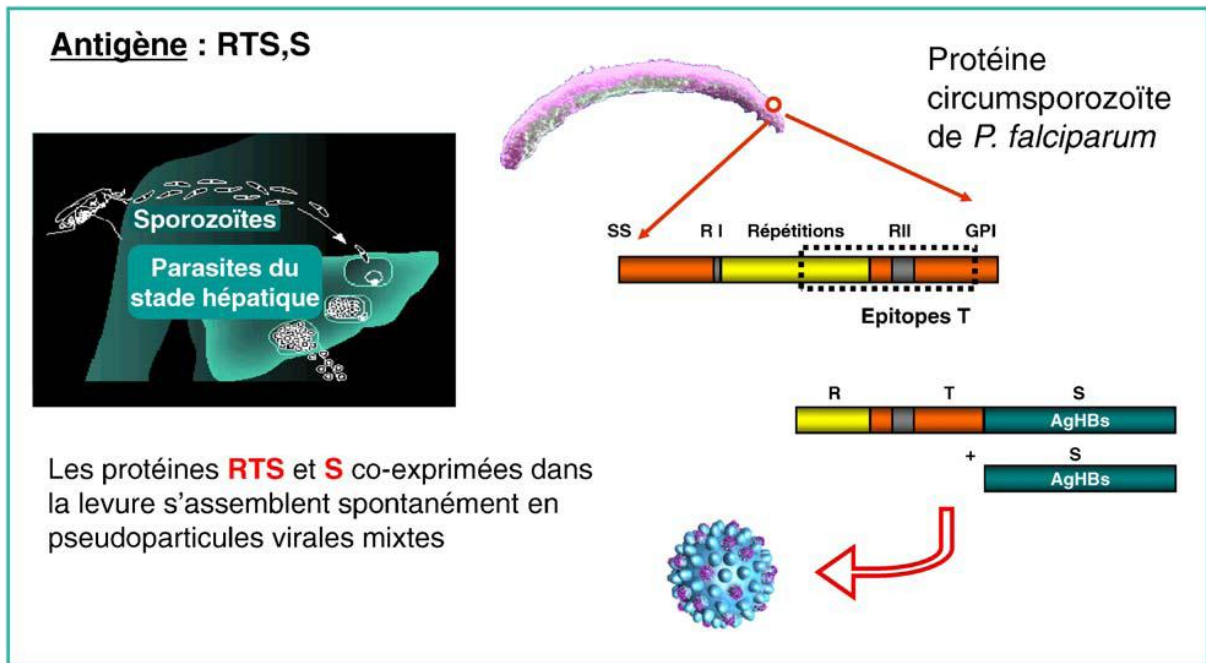 Antigène : RTS,S
Protéine
circumsporozoïte
de P. falciparum
Sporozoïtes
Parasites du
stade hépatique
SS R I Répétitions RII GPI
Epitopes T
R T S
AgHBs
+ S
AgHBs
Les protéines RTS et S co-exprimées dans
la levure s’assemblent spontanément en
pseudoparticules virales mixtes